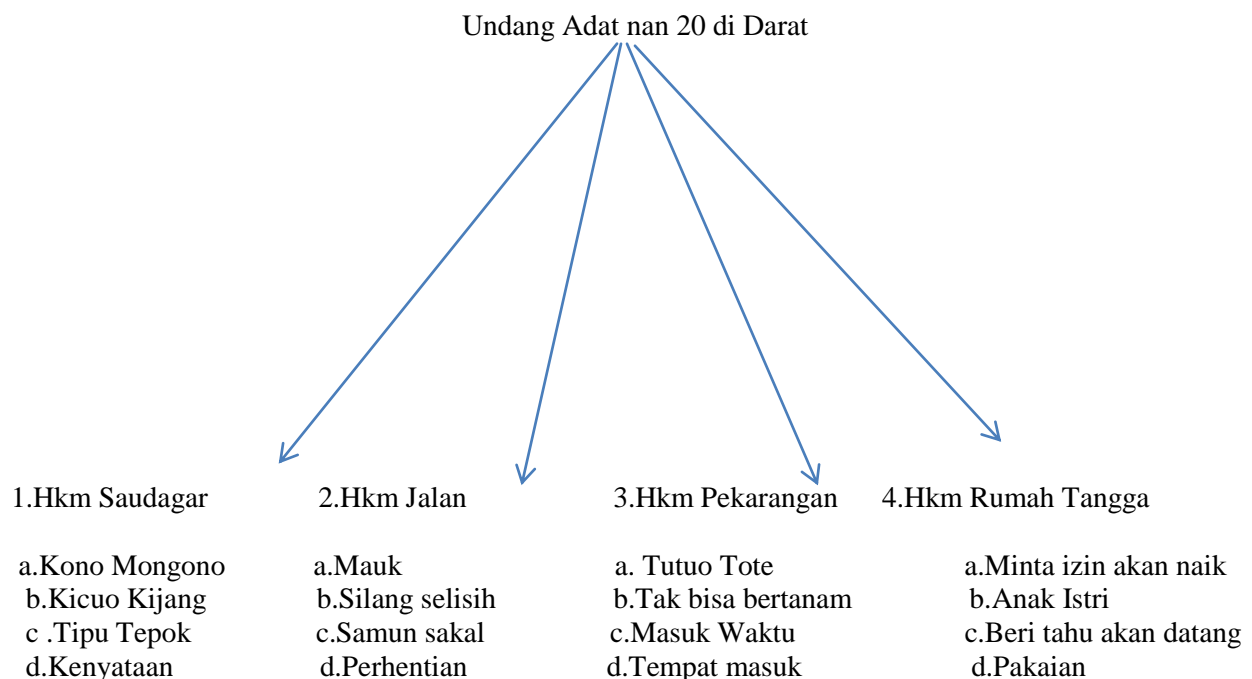 Undang Adat nan 20 di Darat
1.Hkm Saudagar 2.Hkm Jalan 3.Hkm Pekarangan 4.Hkm Rumah Tangga
a.Kono Mongono a.Mauk a. Tutuo Tote a.Minta izin akan naik
b.Kicuo Kijang b.Silang selisih b.Tak bisa bertanam b.Anak Istri
c .Tipu Tepok c.Samun sakal c.Masuk Waktu c.Beri tahu akan datang
d.Kenyataan d.Perhentian d.Tempat masuk d.Pakaian